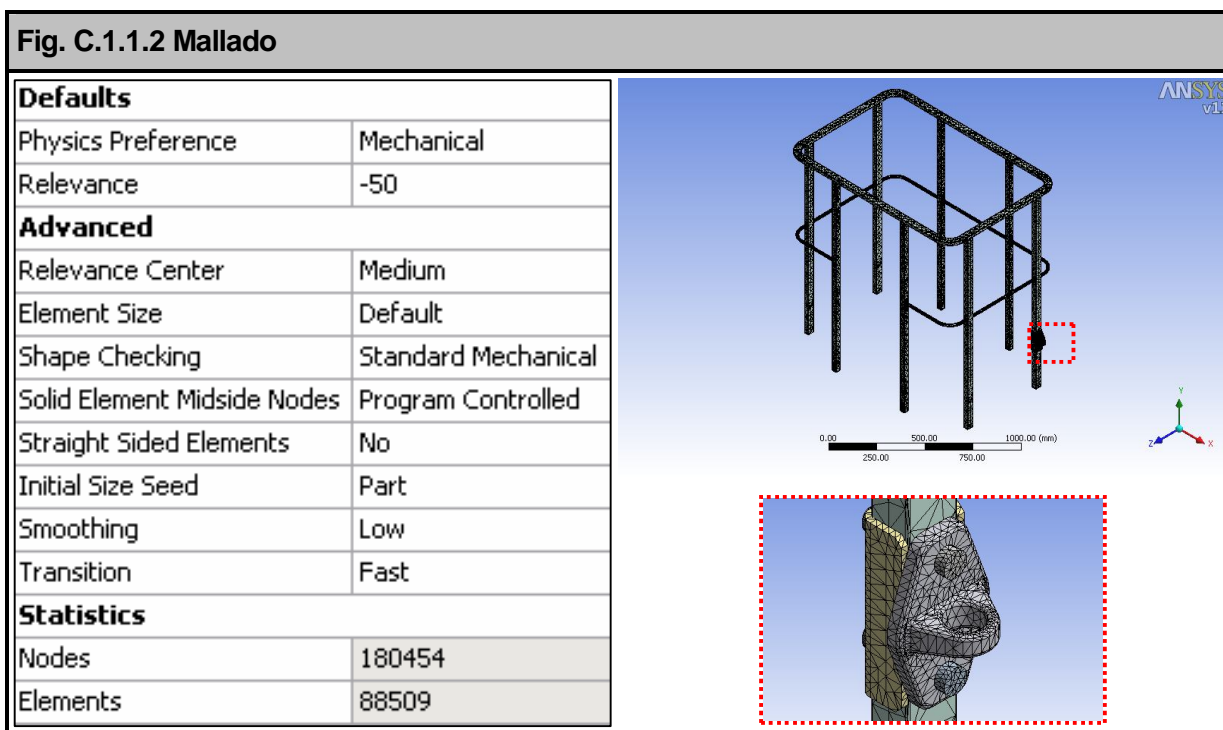 Fig. C.1.1.2 Mallado
Defaults
Physics Preference Mechanical
Relevance -50
Advanced
Relevance Center Medium
Element Size Default
Shape Checking Standard Mechanical
Solid Element Midside Nodes Program Controlled
Straight Sided Elements No
Initial Size Seed Part
Smoothing Low
Transition Fast
Statistics
Nodes 180454
Elements 88509
ANSYS
0.00 500.00 1000.00 (mm)
250.00 750.00
Y
Z X